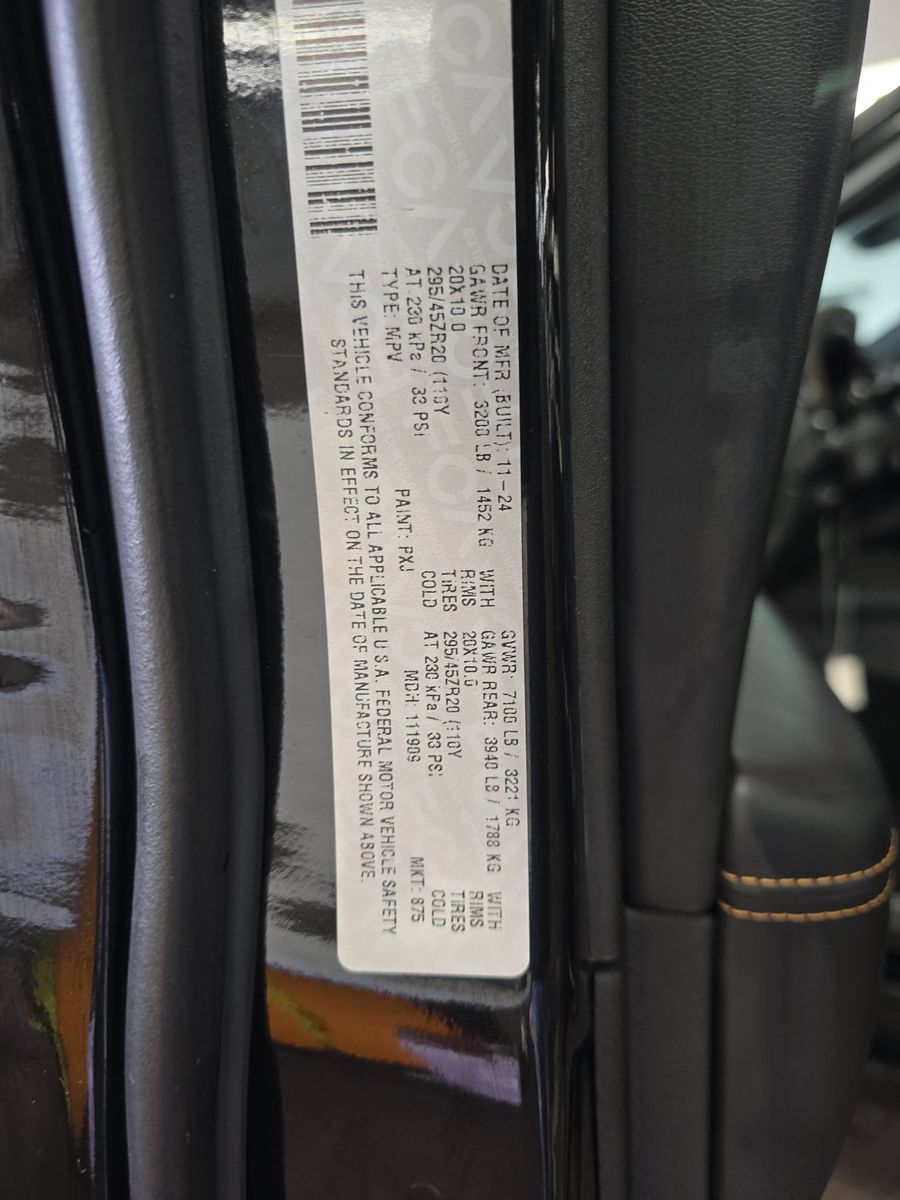 DATE OF MFR (BUILT): 11-24 GVWR: 7100 LB / 3221 KG
GAWR FRONT: 3200 LB / 1452 KG WITH GAWR REAR: 3940 LB / 1788 KG WITH
20X10.0 RIMS 20X10.0 RIMS
295/45ZR20 (110Y TIRES 295/45ZR20 (110Y TIRES
AT 230 kPa / 33 PSI COLD AT 230 kPa / 33 PSI COLD
TYPE: MPV PAINT: PXJ MDH: 111909 MKT: 875
THIS VEHICLE CONFORMS TO ALL APPLICABLE U.S.A. FEDERAL MOTOR VEHICLE SAFETY
STANDARDS IN EFFECT ON THE DATE OF MANUFACTURE SHOWN ABOVE.